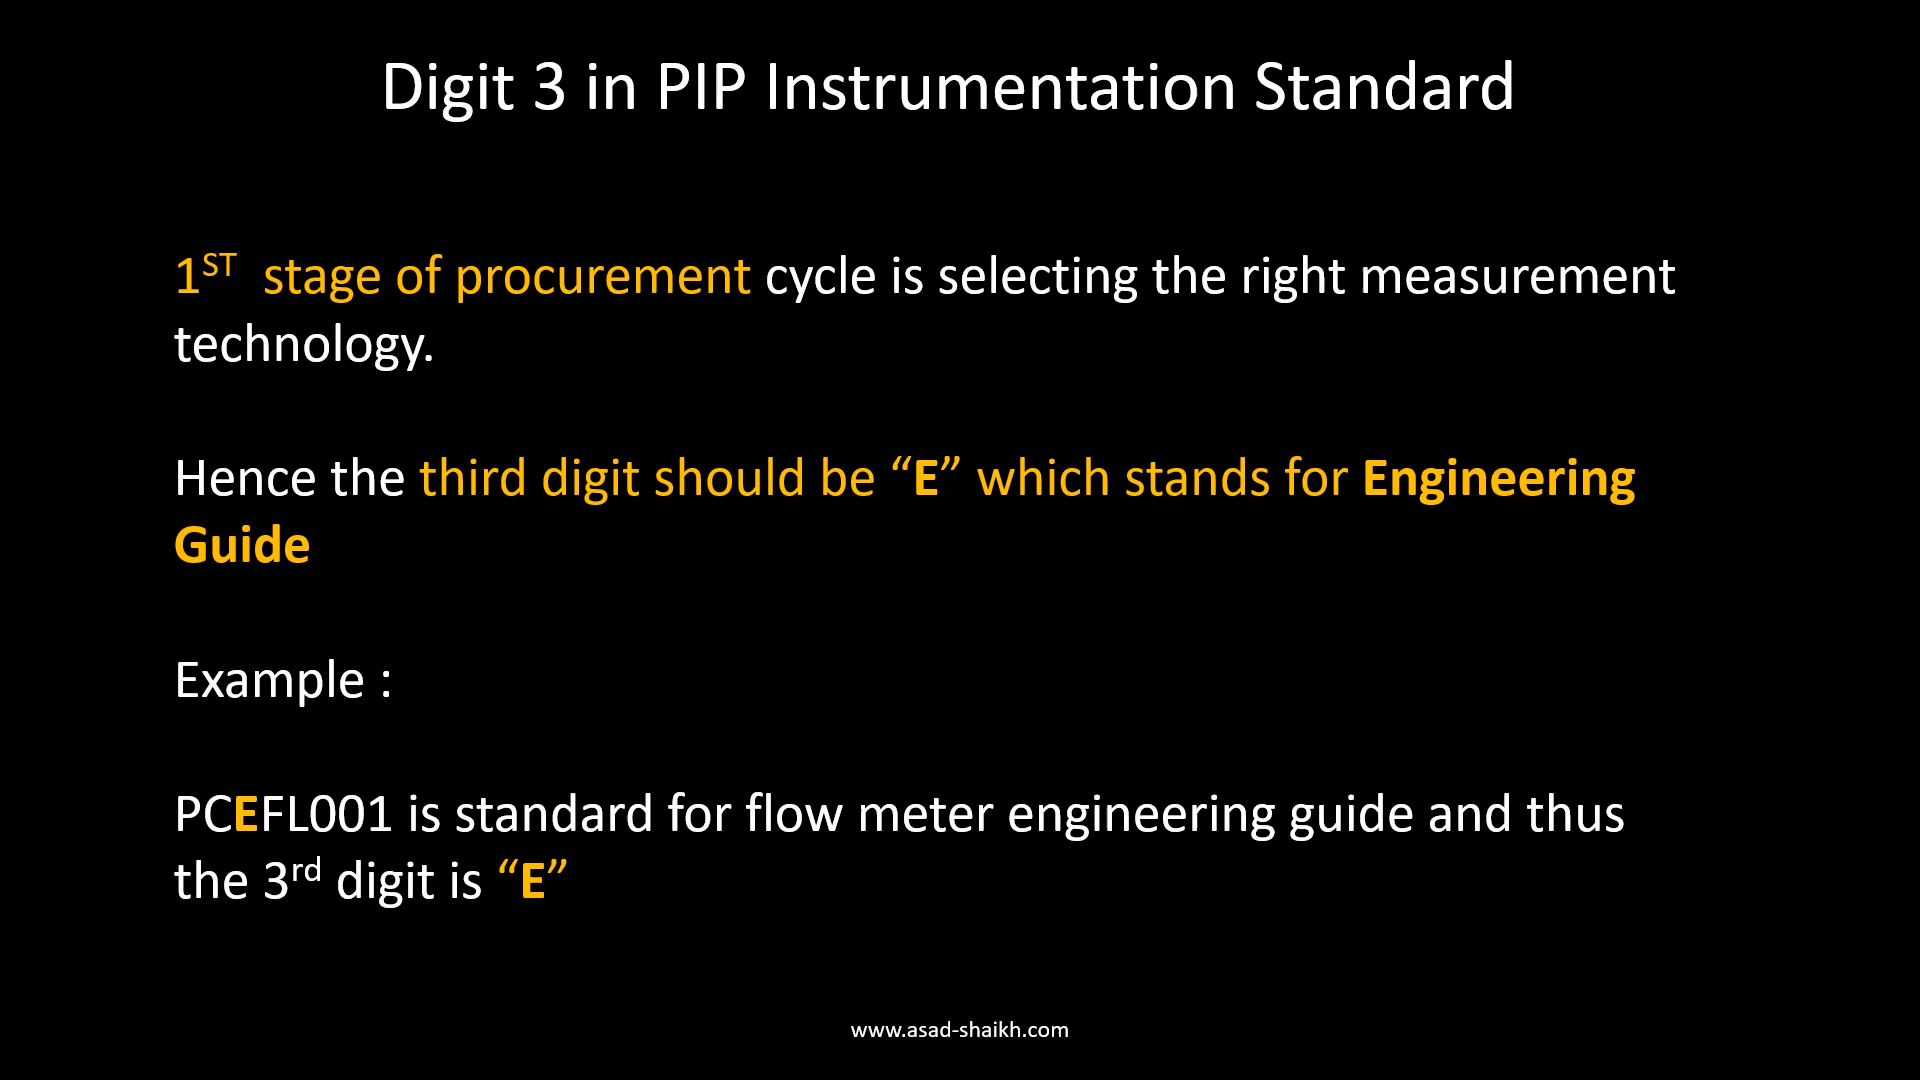 Digit 3 in PIP Instrumentation Standard
1ST stage of procurement cycle is selecting the right measurement
technology.
Hence the third digit should be “E” which stands for Engineering
Guide
Example :
PCEFL001 is standard for flow meter engineering guide and thus
the 3rd digit is “E”
www.asad-shaikh.com